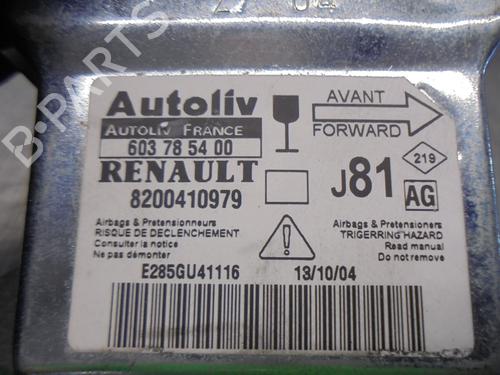 B-PARTS
Autoliv
AUTOLIV FRANCE
603 78 54 00
RENAULT
8200410979
AVANT
FORWARD
J81
219
AG
Airbags & Pretensionneurs
RISQUE DE DECLENCHEMENT
Consulter la notice
Ne pas démonter
Airbags & Pretensioners
TRIGERRING HAZARD
Read manual
Do not remove
E285GU41116
13/10/04